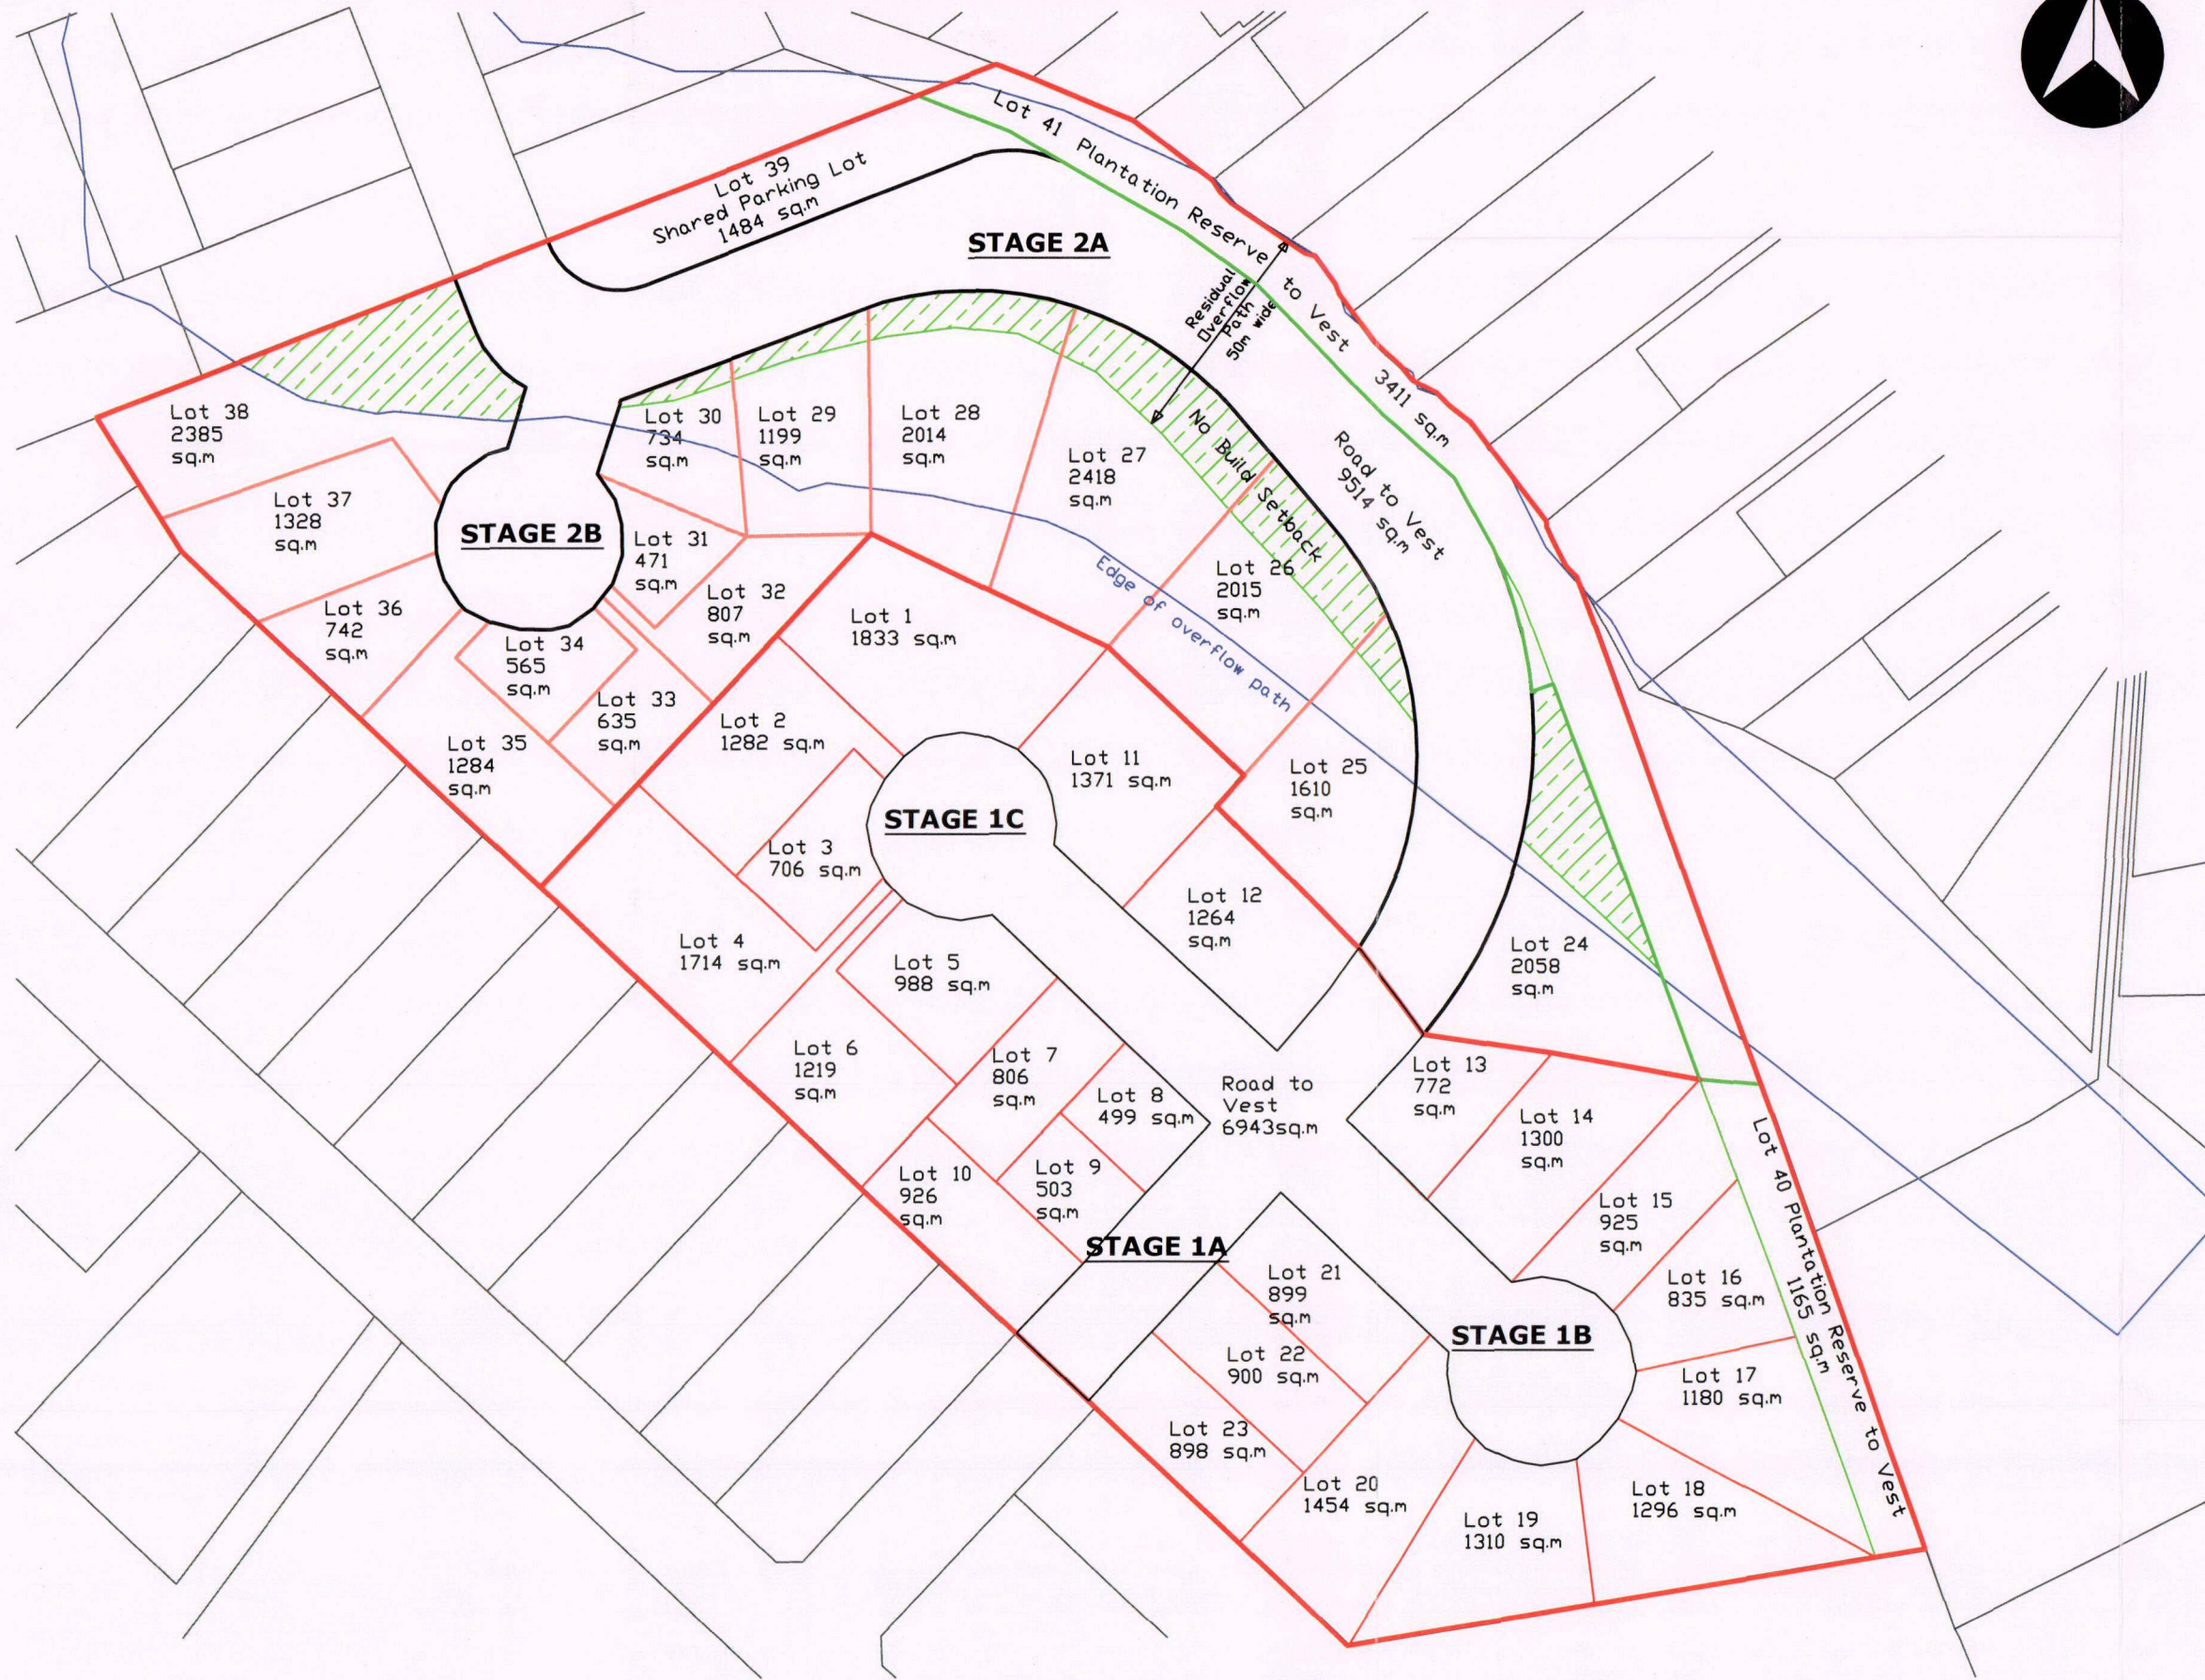 Lot 41 Plantation Reserve to Vest 3411 sq.m
Lot 39
Shared Parking Lot
1484 sq.m
STAGE 2A
Residual
Overflow
Path
50m wide
No Build Setback
Road to Vest
9514 sq.m
Lot 38
2385
sq.m
Lot 37
1328
sq.m
STAGE 2B
Lot 30
734
sq.m
Lot 29
1199
sq.m
Lot 28
2014
sq.m
Lot 27
2418
sq.m
Lot 26
2015
sq.m
Edge of overflow path
Lot 31
471
sq.m
Lot 32
807
sq.m
Lot 36
742
sq.m
Lot 34
565
sq.m
Lot 33
635
sq.m
Lot 35
1284
sq.m
Lot 1
1833 sq.m
Lot 2
1282 sq.m
Lot 11
1371 sq.m
Lot 25
1610
sq.m
STAGE 1C
Lot 3
706 sq.m
Lot 12
1264
sq.m
Lot 4
1714 sq.m
Lot 5
988 sq.m
Lot 24
2058
sq.m
Lot 6
1219
sq.m
Lot 7
806
sq.m
Lot 8
499 sq.m
Road to
Vest
6943sq.m
Lot 13
772
sq.m
Lot 14
1300
sq.m
Lot 10
926
sq.m
Lot 9
503
sq.m
Lot 15
925
sq.m
Lot 40 Plantation Reserve to Vest
1165 sq.m
STAGE 1A
Lot 21
899
sq.m
Lot 16
835 sq.m
STAGE 1B
Lot 22
900 sq.m
Lot 17
1180 sq.m
Lot 23
898 sq.m
Lot 20
1454 sq.m
Lot 19
1310 sq.m
Lot 18
1296 sq.m